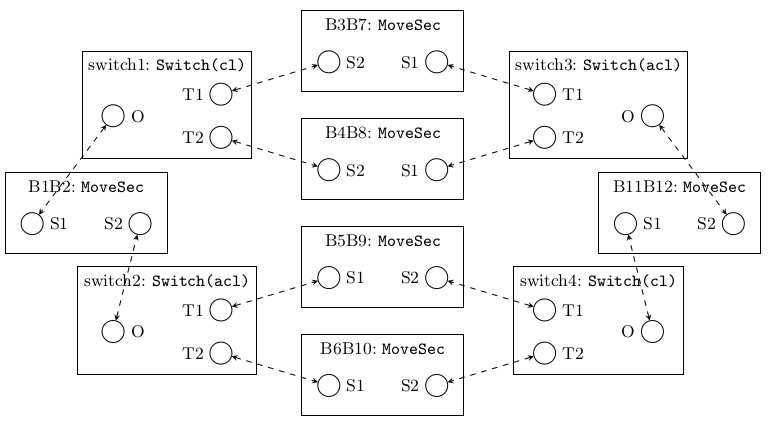 B3B7: MoveSec
S2 S1
switch1: Switch(cl)
T1
O
T2
switch3: Switch(acl)
T1
O
T2
B4B8: MoveSec
S2 S1
B1B2: MoveSec
S1 S2
B11B12: MoveSec
S1 S2
B5B9: MoveSec
S1 S2
switch2: Switch(acl)
T1
O
T2
switch4: Switch(cl)
T1
O
T2
B6B10: MoveSec
S1 S2